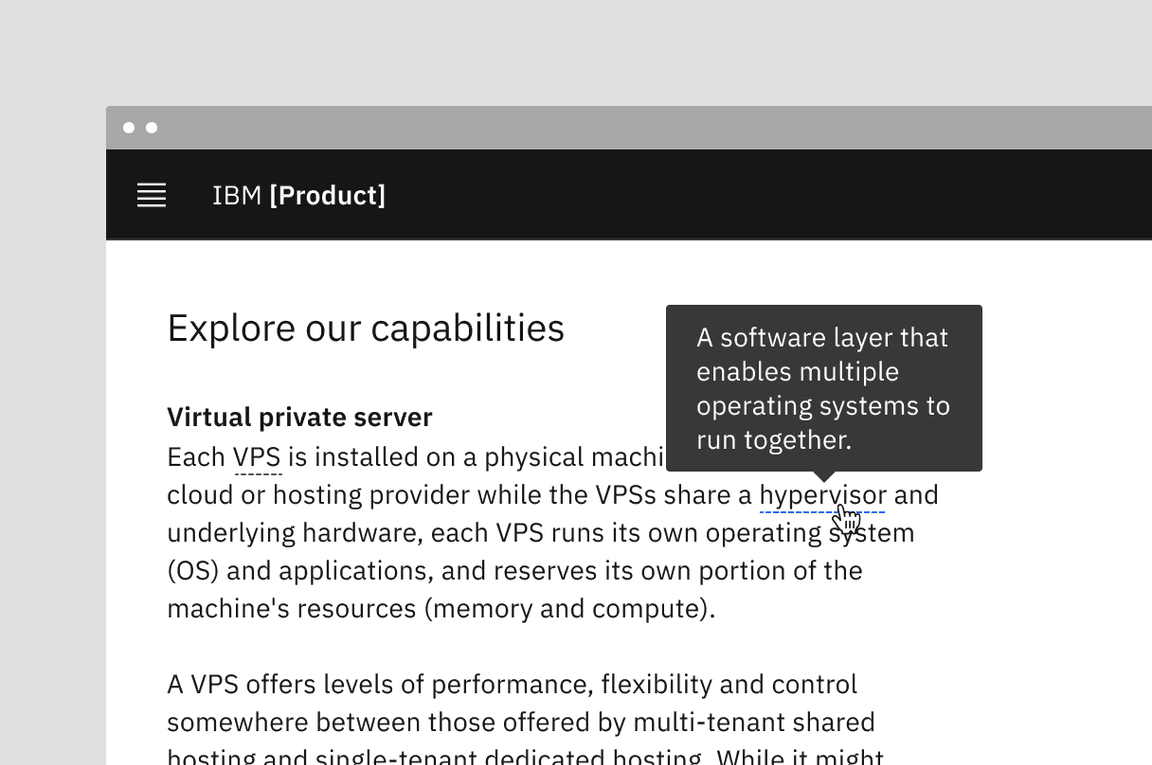 IBM [Product]
Explore our capabilities
A software layer that
enables multiple
operating systems to
run together.
Virtual private server
Each VPS is installed on a physical
cloud or hosting provider while the VPSs share a hypervisor and
underlying hardware, each VPS runs its own operating system
(OS) and applications, and reserves its own portion of the
machine's resources (memory and compute).
A VPS offers levels of performance, flexibility and control
somewhere between those offered by multi-tenant shared
hosting and single-tenant dedicated hosting. While it might